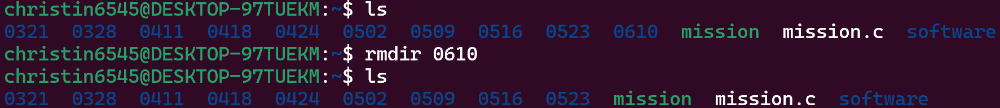 christin6545@DESKTOP-97TUEKM:~$ ls
0321  0328  0411  0418  0424  0502  0509  0516  0523  0610  mission  mission.c  software
christin6545@DESKTOP-97TUEKM:~$ rmdir 0610
christin6545@DESKTOP-97TUEKM:~$ ls
0321  0328  0411  0418  0424  0502  0509  0516  0523  mission  mission.c  software